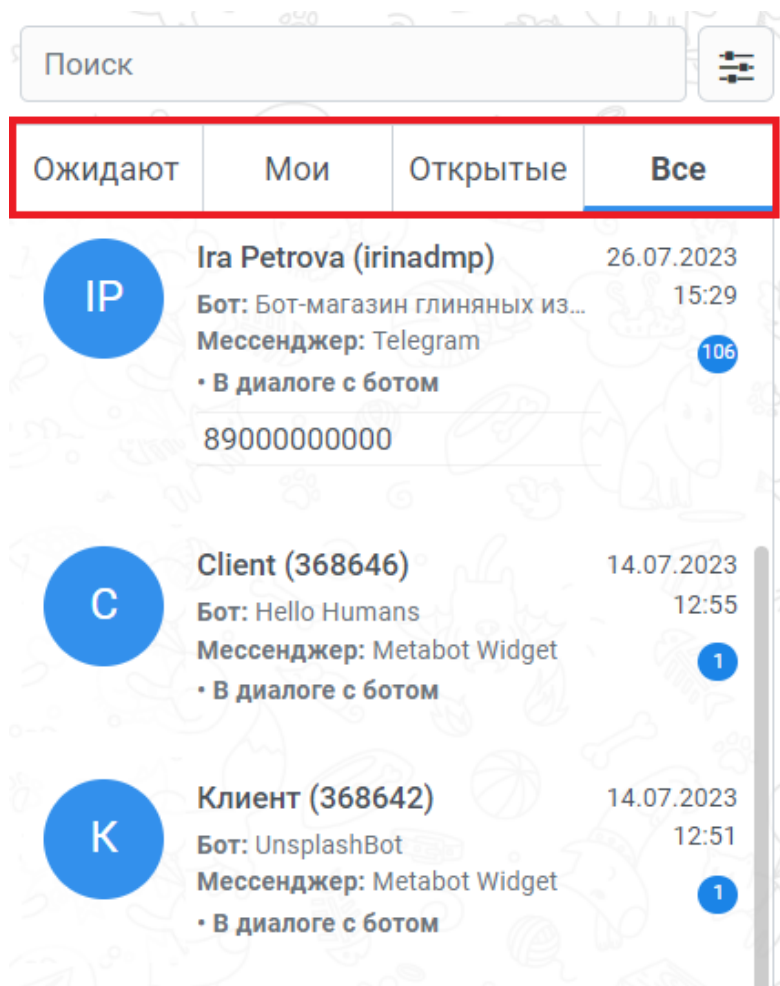 Поиск
Ожидают Мои Открытые Все
IP Ira Petrova (irinadmp) 26.07.2023
Бот: Бот-магазин глиняных из... 15:29
Мессенджер: Telegram 106
• В диалоге с ботом
89000000000
C Client (368646) 14.07.2023
Бот: Hello Humans 12:55
Мессенджер: Metabot Widget 1
• В диалоге с ботом
К Клиент (368642) 14.07.2023
Бот: UnsplashBot 12:51
Мессенджер: Metabot Widget 1
• В диалоге с ботом